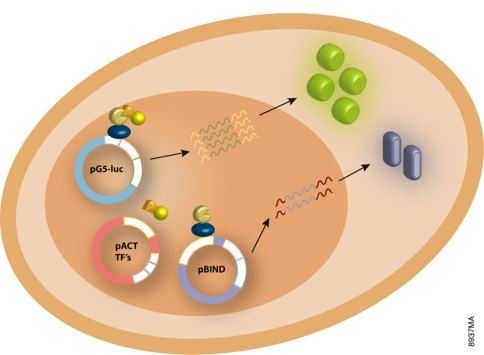 pG5-luc
pACT
TF's
pBIND
8937MA